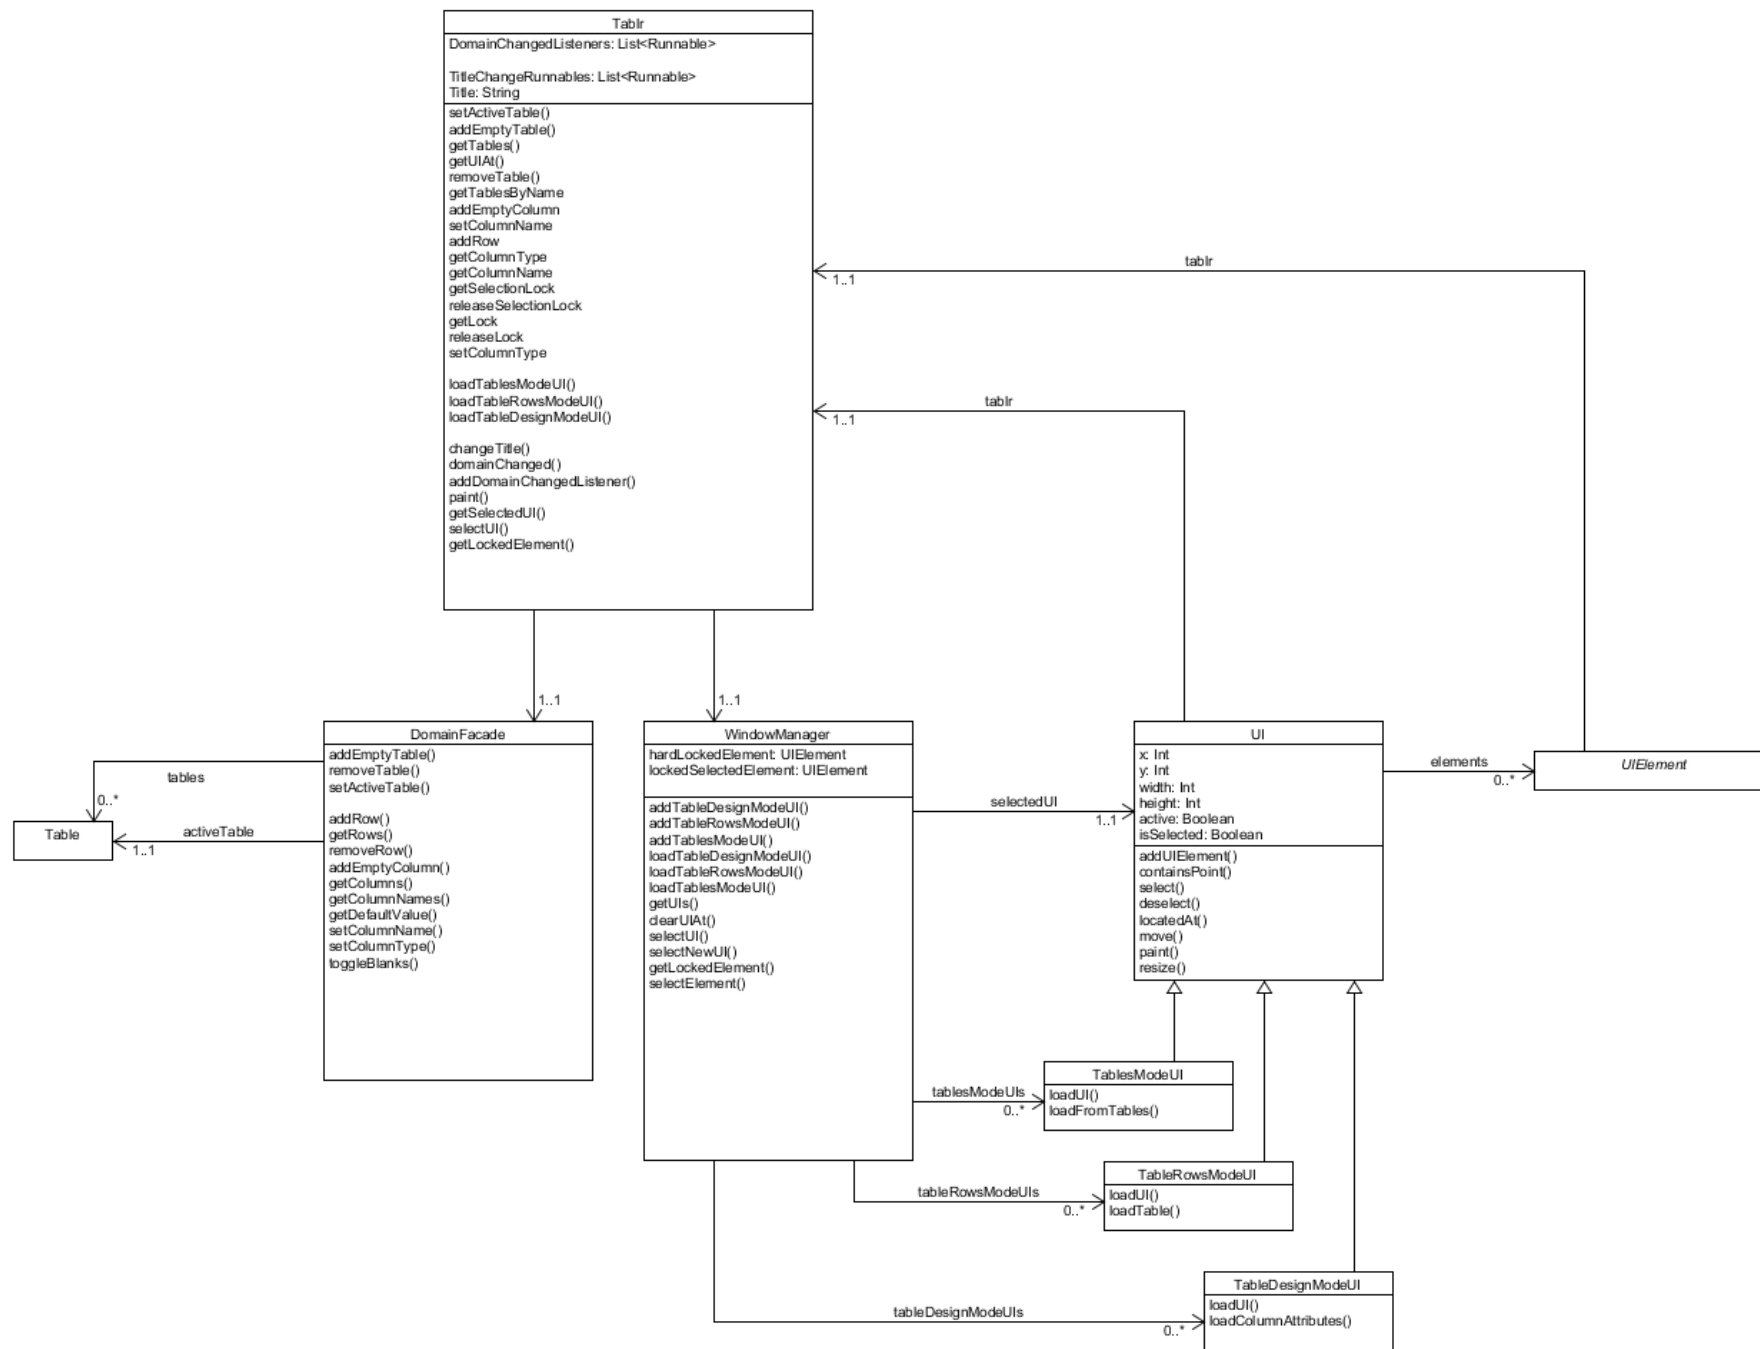 Tablr
DomainChangedListeners: List<Runnable>
TitleChangeRunnables: List<Runnable>
Title: String
setActiveTable()
addEmptyTable()
getTables()
getUIAt()
removeTable()
getTablesByName
addEmptyColumn
setColumnName
addRow
getColumnType
getColumnName
getSelectionLock
releaseSelectionLock
getLock
releaseLock
setColumnType
loadTablesModeUI()
loadTableRowsModeUI()
loadTableDesignModeUI()
changeTitle()
domainChanged()
addDomainChangedListener()
paint()
getSelectedUI()
selectUI()
getLockedElement()
tablr
1..1
tablr
1..1
1..1
1..1
DomainFacade
addEmptyTable()
removeTable()
setActiveTable()
addRow()
getRows()
removeRow()
addEmptyColumn()
getColumns()
getColumnNames()
getDefaultValue()
setColumnName()
setColumnType()
toggleBlanks()
tables
0..*
Table
activeTable
1..1
WindowManager
hardLockedElement: UIElement
lockedSelectedElement: UIElement
addTableDesignModeUI()
addTableRowsModeUI()
addTablesModeUI()
loadTableDesignModeUI()
loadTableRowsModeUI()
loadTablesModeUI()
getUIs()
clearUIAt()
selectUI()
selectNewUI()
getLockedElement()
selectElement()
selectedUI
1..1
UI
x: Int
y: Int
width: Int
height: Int
active: Boolean
isSelected: Boolean
addUIElement()
containsPoint()
select()
deselect()
locatedAt()
move()
paint()
resize()
elements
0..*
UIElement
tablesModeUIs
0..*
TablesModeUI
loadUI()
loadFromTables()
tableRowsModeUIs
0..*
TableRowsModeUI
loadUI()
loadTable()
tableDesignModeUIs
0..*
TableDesignModeUI
loadUI()
loadColumnAttributes()